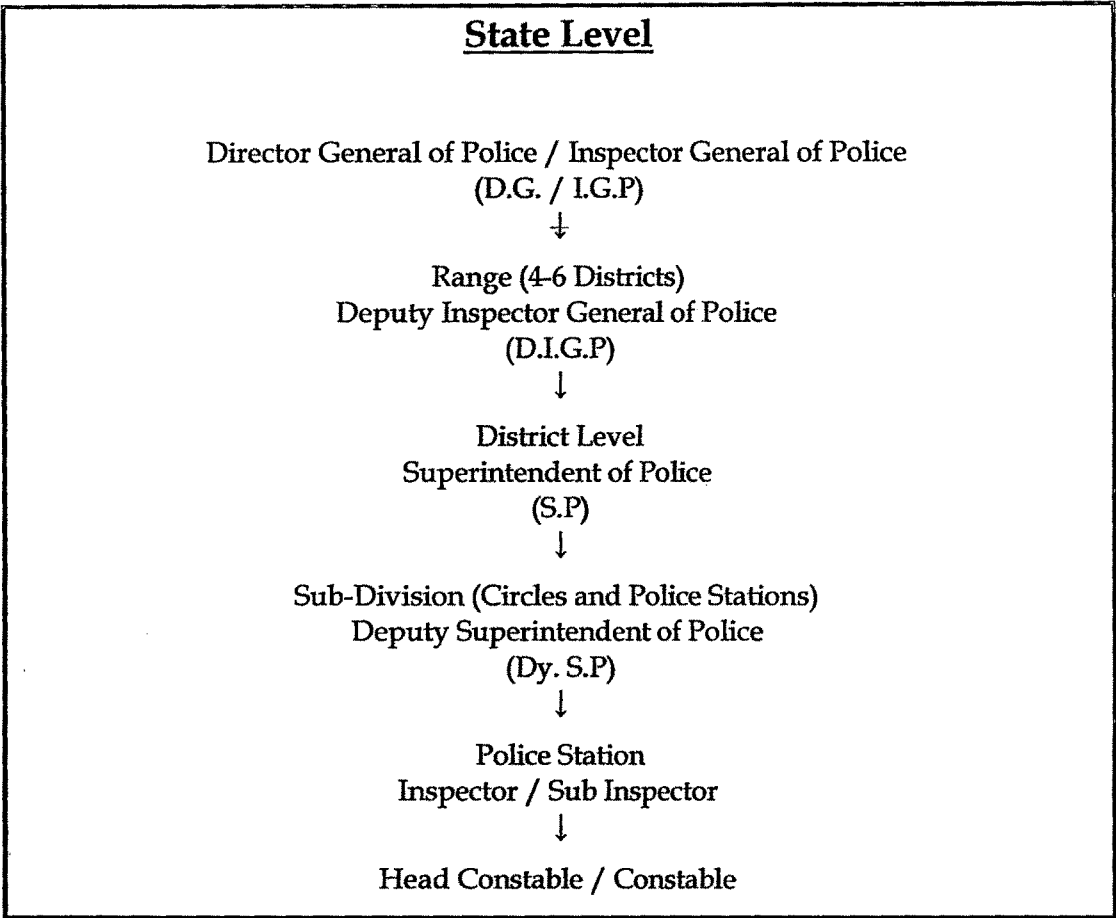 State Level
Director General of Police / Inspector General of Police
(D.G. / I.G.P)
Range (4-6 Districts)
Deputy Inspector General of Police
(D.I.G.P)
District Level
Superintendent of Police
(S.P)
Sub-Division (Circles and Police Stations)
Deputy Superintendent of Police
(Dy. S.P)
Police Station
Inspector / Sub Inspector
Head Constable / Constable